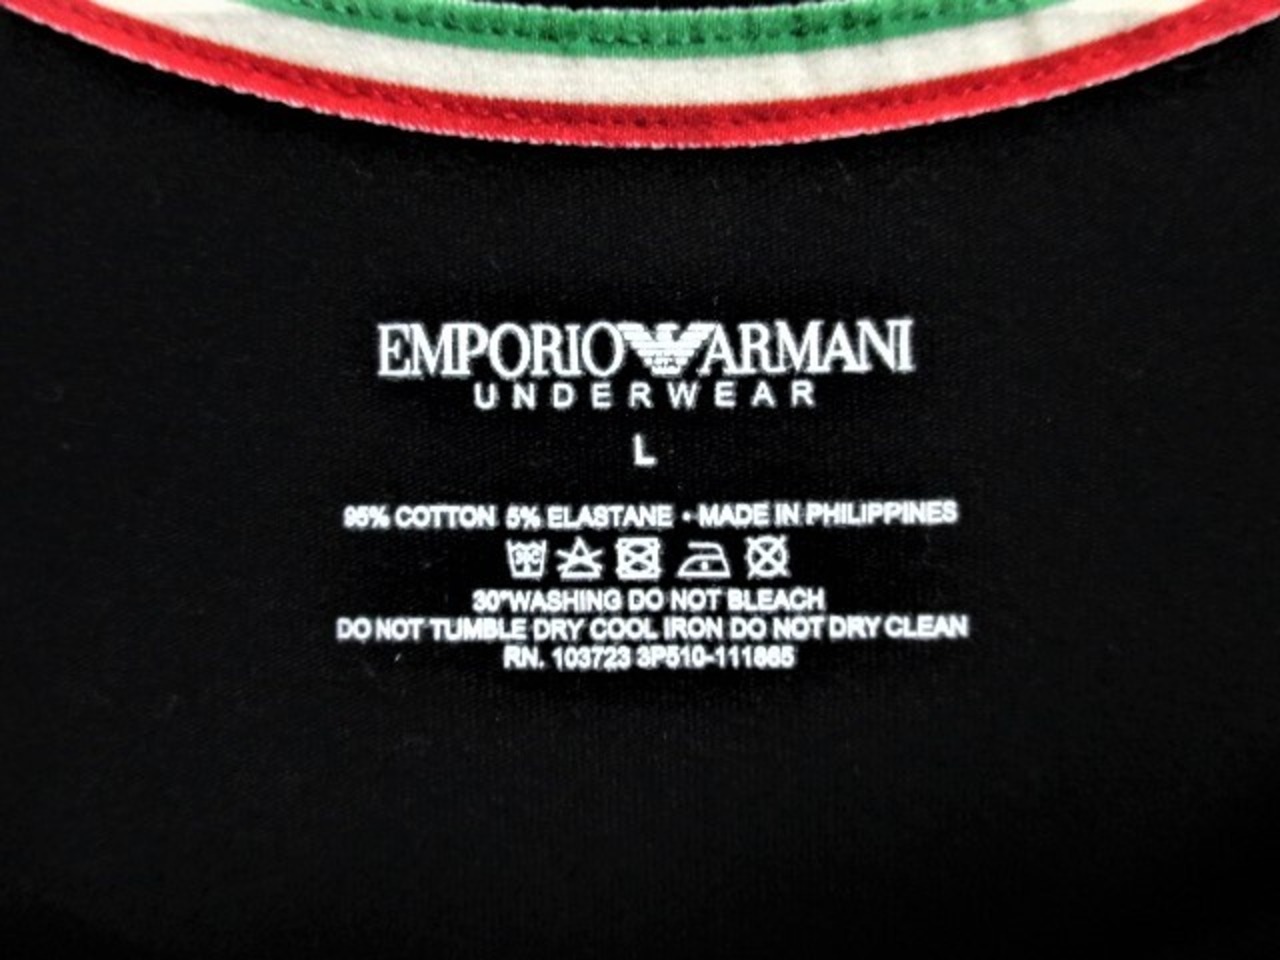 EMPORIO ARMANI
UNDERWEAR
L
95% COTTON 5% ELASTANE • MADE IN PHILIPPINES
30°WASHING DO NOT BLEACH
DO NOT TUMBLE DRY COOL IRON DO NOT DRY CLEAN
RN. 103723 3P510-111865